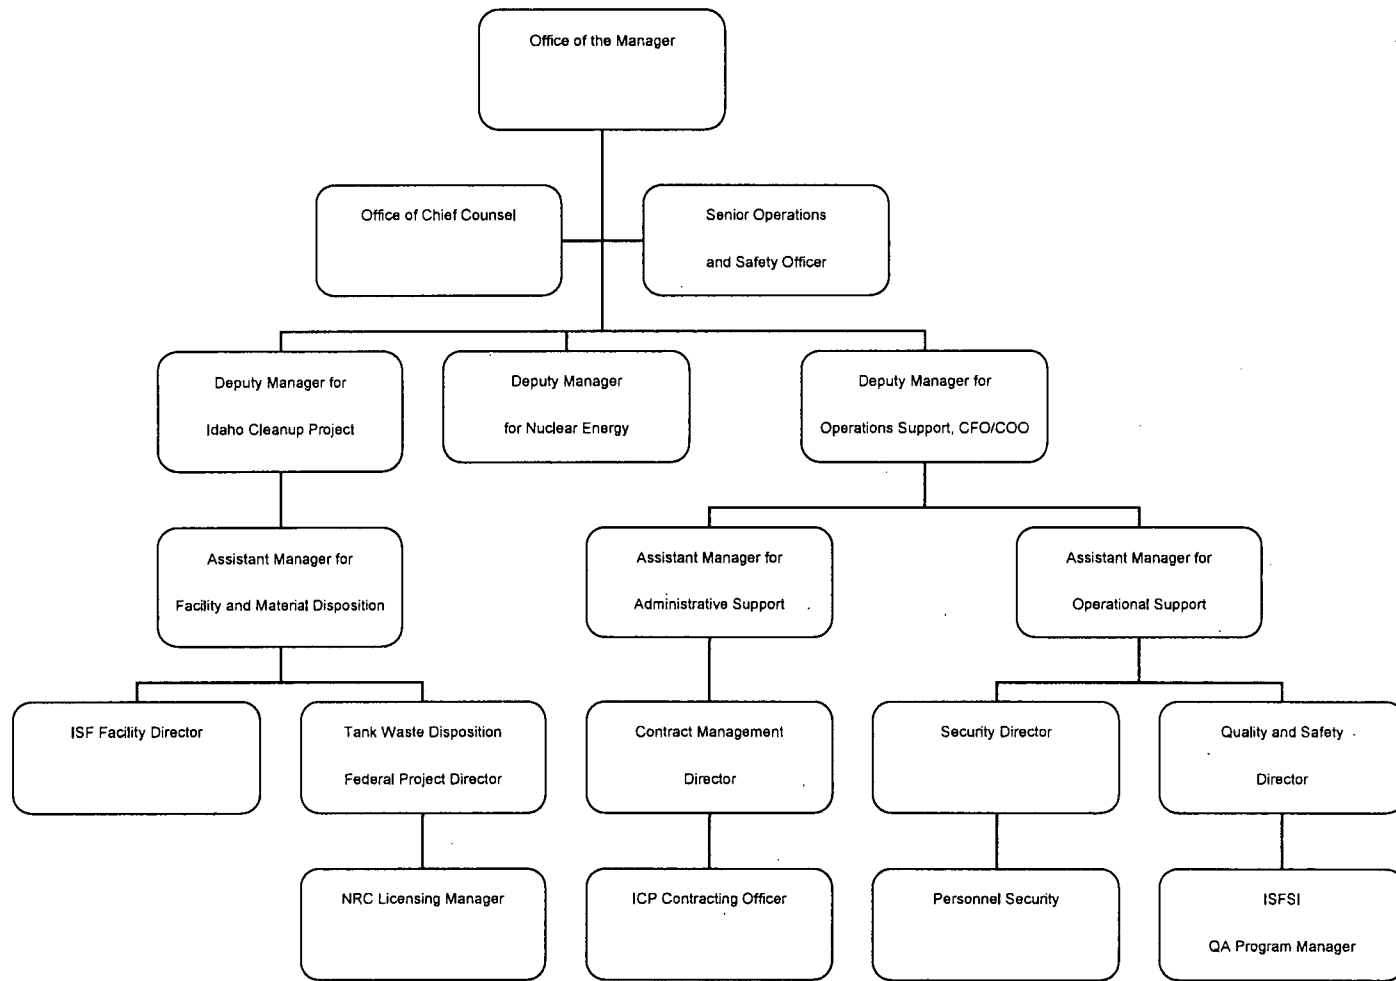 Office of the Manager
Office of Chief Counsel
Senior Operations
and Safety Officer
Deputy Manager for
Idaho Cleanup Project
Deputy Manager
for Nuclear Energy
Deputy Manager for
Operations Support, CFO/COO
Assistant Manager for
Facility and Material Disposition
Assistant Manager for
Administrative Support
Assistant Manager for
Operational Support
ISF Facility Director
Tank Waste Disposition
Federal Project Director
Contract Management
Director
Security Director
Quality and Safety
Director
NRC Licensing Manager
ICP Contracting Officer
Personnel Security
ISFSI
QA Program Manager